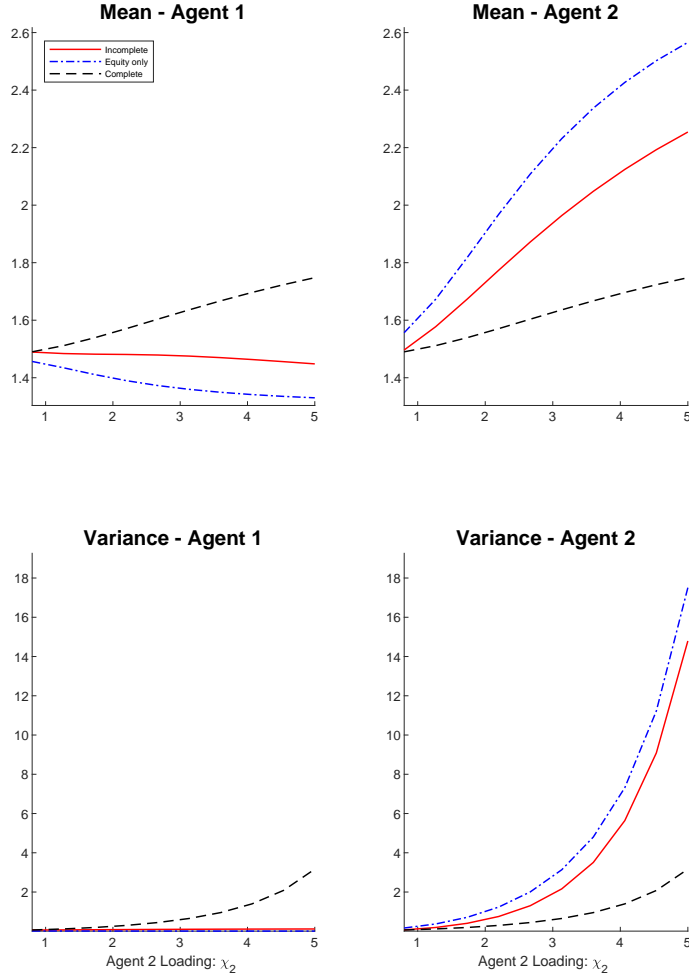 Mean - Agent 1
2.6
2.4
2.2
2
1.8
1.6
1.4
1 2 3 4 5
Incomplete
Equity only
Complete
Mean - Agent 2
2.6
2.4
2.2
2
1.8
1.6
1.4
1 2 3 4 5
Variance - Agent 1
18
16
14
12
10
8
6
4
2
1 2 3 4 5
Agent 2 Loading: χ2
Variance - Agent 2
18
16
14
12
10
8
6
4
2
1 2 3 4 5
Agent 2 Loading: χ2